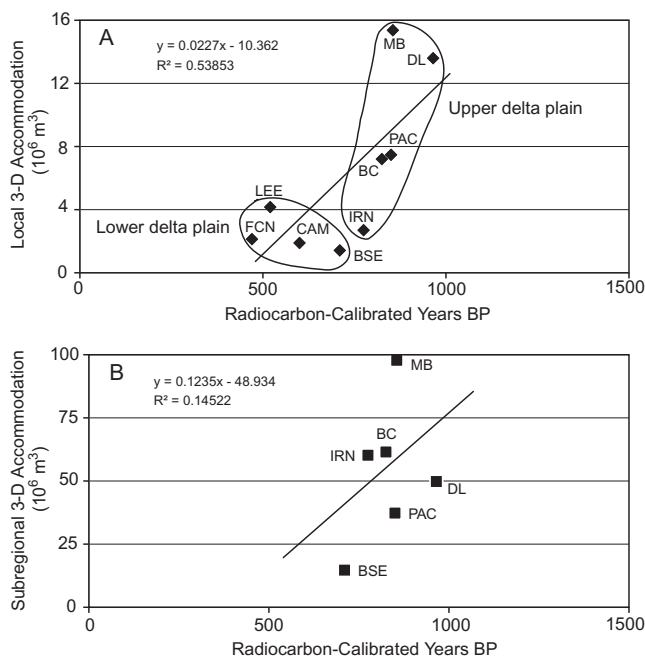 A
y = 0.0227x - 10.362
R² = 0.53853
16
12
8
4
0
Local 3-D Accommodation
(10⁶ m³)
MB
DL
Upper delta plain
PAC
BC
LEE
IRN
Lower delta plain
FCN
CAM
BSE
500
1000
1500
Radiocarbon-Calibrated Years BP
B
y = 0.1235x - 48.934
R² = 0.14522
100
75
50
25
0
Subregional 3-D Accommodation
(10⁶ m³)
MB
BC
IRN
DL
PAC
BSE
0
500
1000
1500
Radiocarbon-Calibrated Years BP